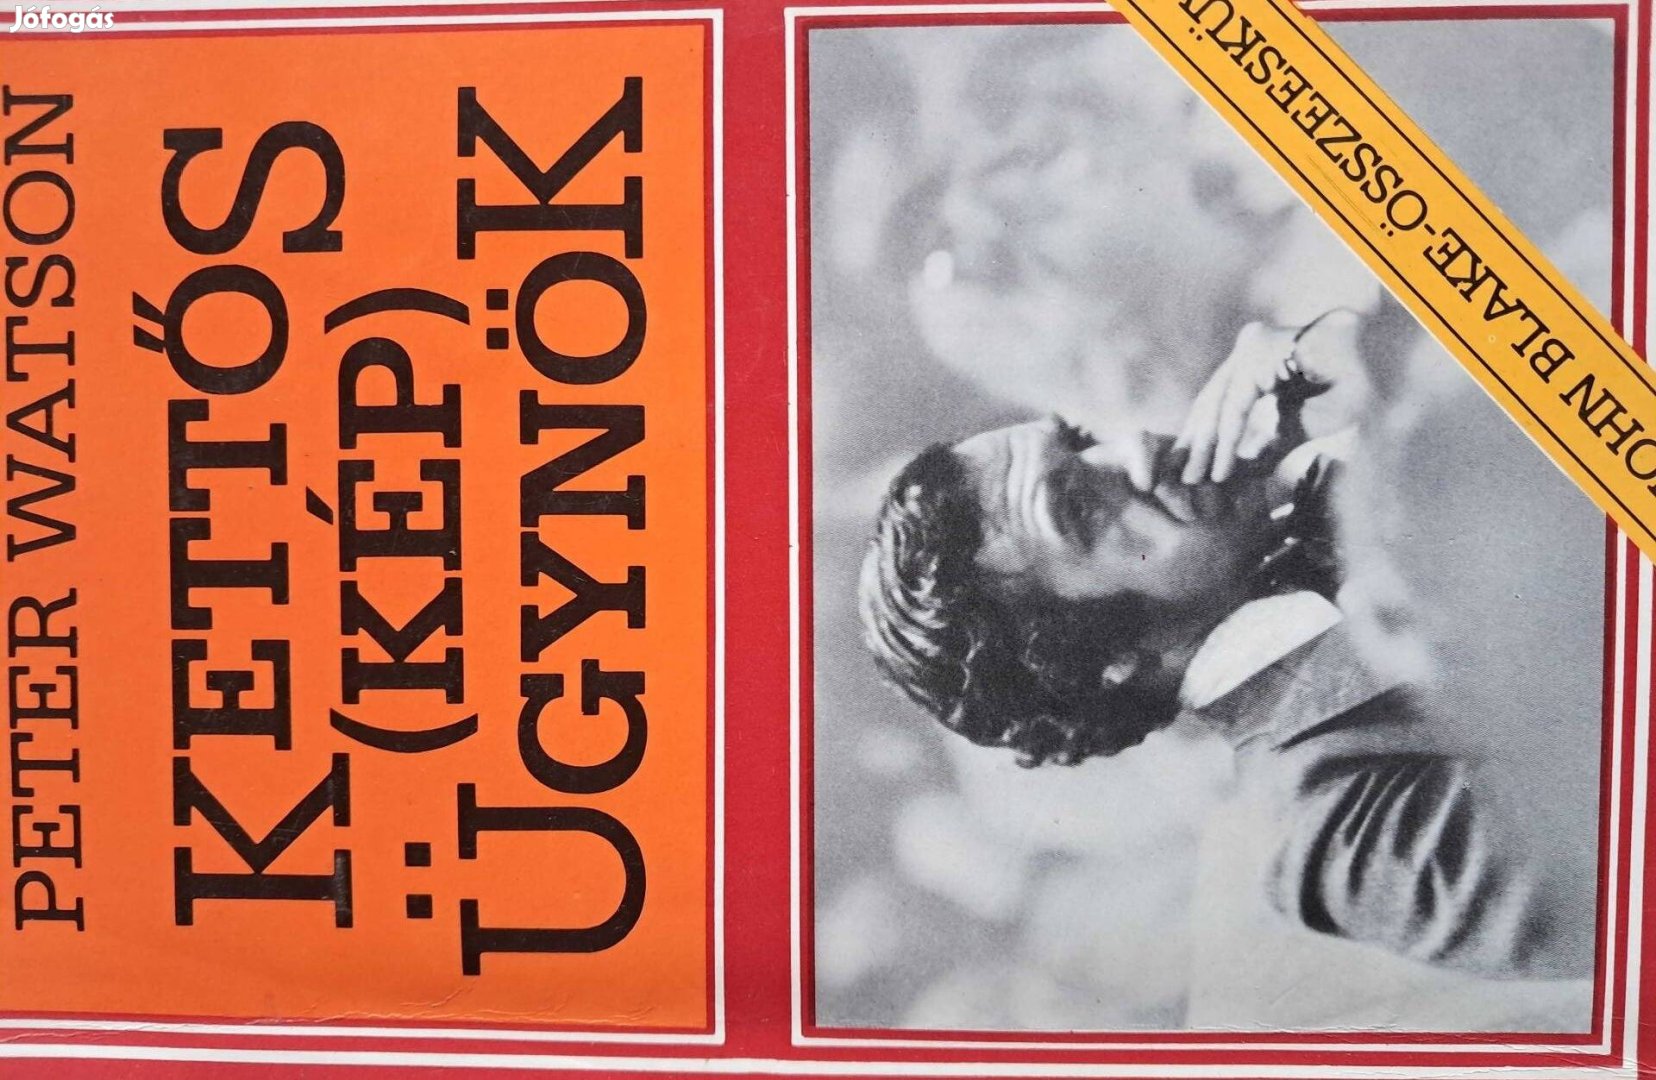 Jófogás
PETER WATSON
KETTŐS
(KÉP)
ÜGYNÖK
JOHN BLAKE-ÖSSZEESKÜ